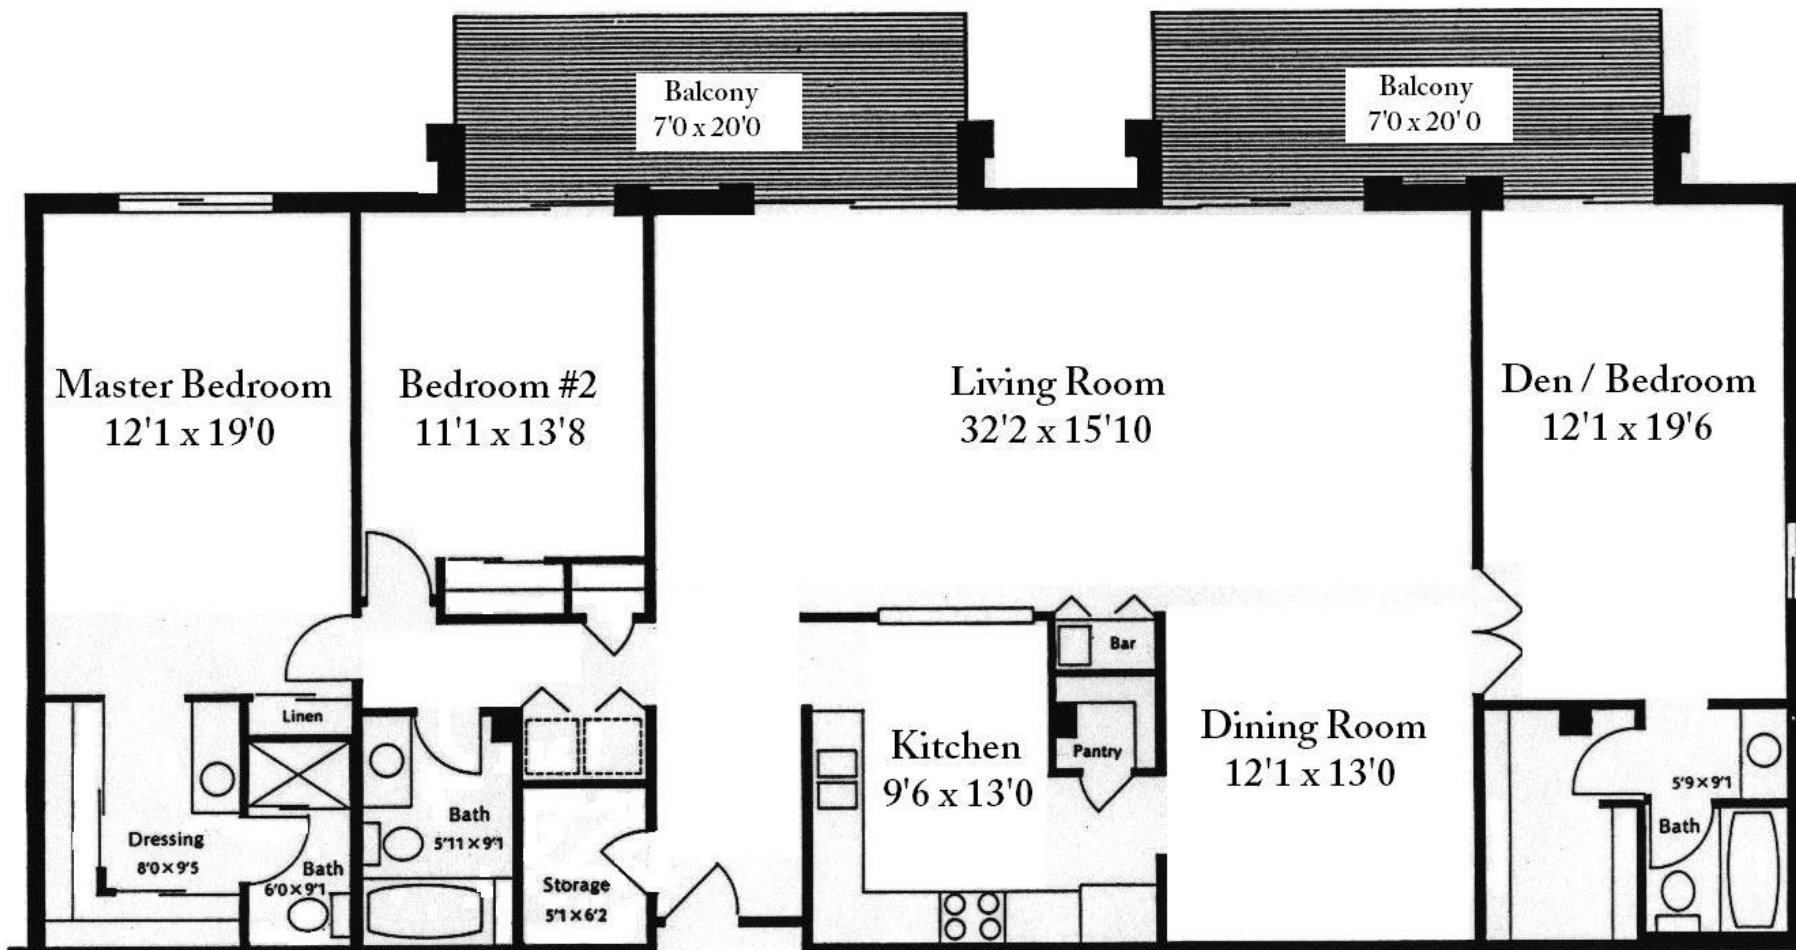 Balcony
7'0 x 20'0
Balcony
7'0 x 20' 0
Master Bedroom
12'1 x 19'0
Bedroom #2
11'1 x 13'8
Living Room
32'2 x 15'10
Den / Bedroom
12'1 x 19'6
Linen
Bar
Kitchen
9'6 x 13'0
Pantry
Dining Room
12'1 x 13'0
Dressing
8'0 x 9'5
Bath
6'0 x 9'1
Bath
5'11 x 9'1
Storage
5'1 x 6'2
5'9 x 9'1
Bath